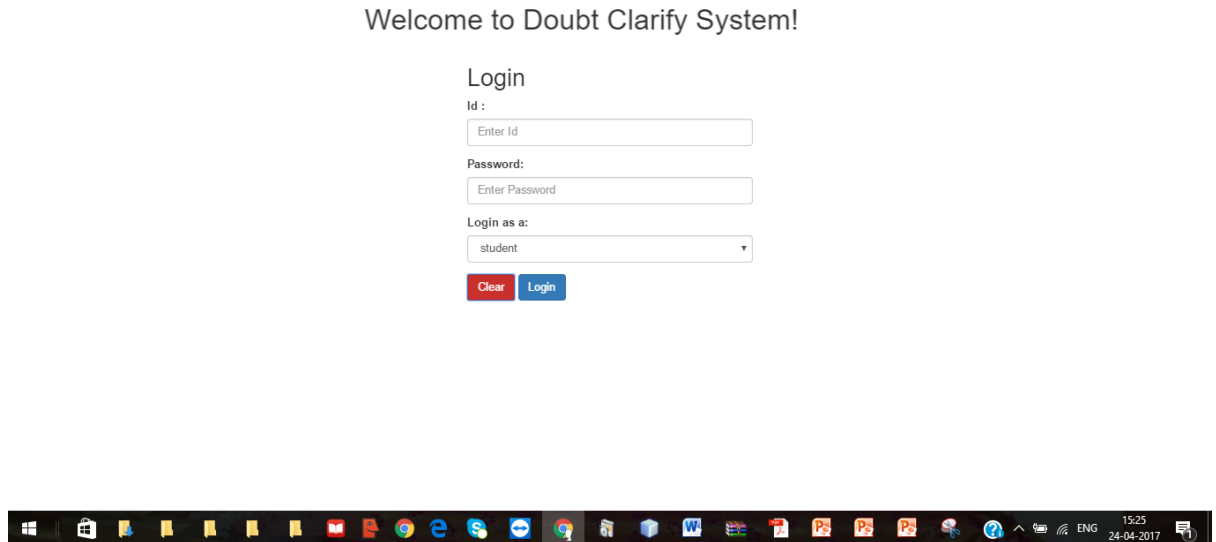 Welcome to Doubt Clarify System!
Login
Id :
Enter Id
Password:
Enter Password
Login as a:
student
Clear Login
ENG 15:25
24-04-2017